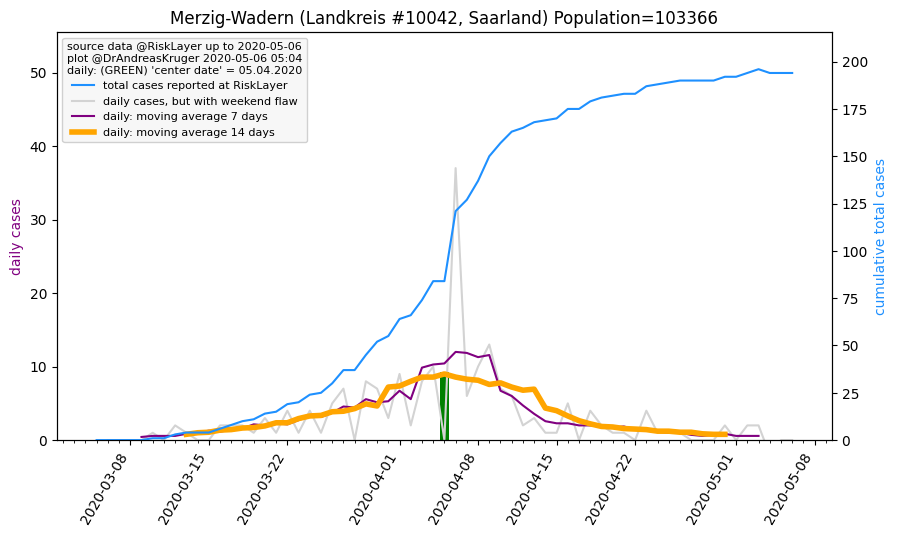 Merzig-Wadern (Landkreis #10042, Saarland) Population=103366
source data @RiskLayer up to 2020-05-06
plot @DrAndreasKruger 2020-05-06 05:04
daily: (GREEN) 'center date' = 05.04.2020
total cases reported at RiskLayer
daily cases, but with weekend flaw
daily: moving average 7 days
daily: moving average 14 days
daily cases
50
40
30
20
10
0
cumulative total cases
200
175
150
125
100
75
50
25
0
2020-03-08
2020-03-15
2020-03-22
2020-04-01
2020-04-08
2020-04-15
2020-04-22
2020-05-01
2020-05-08